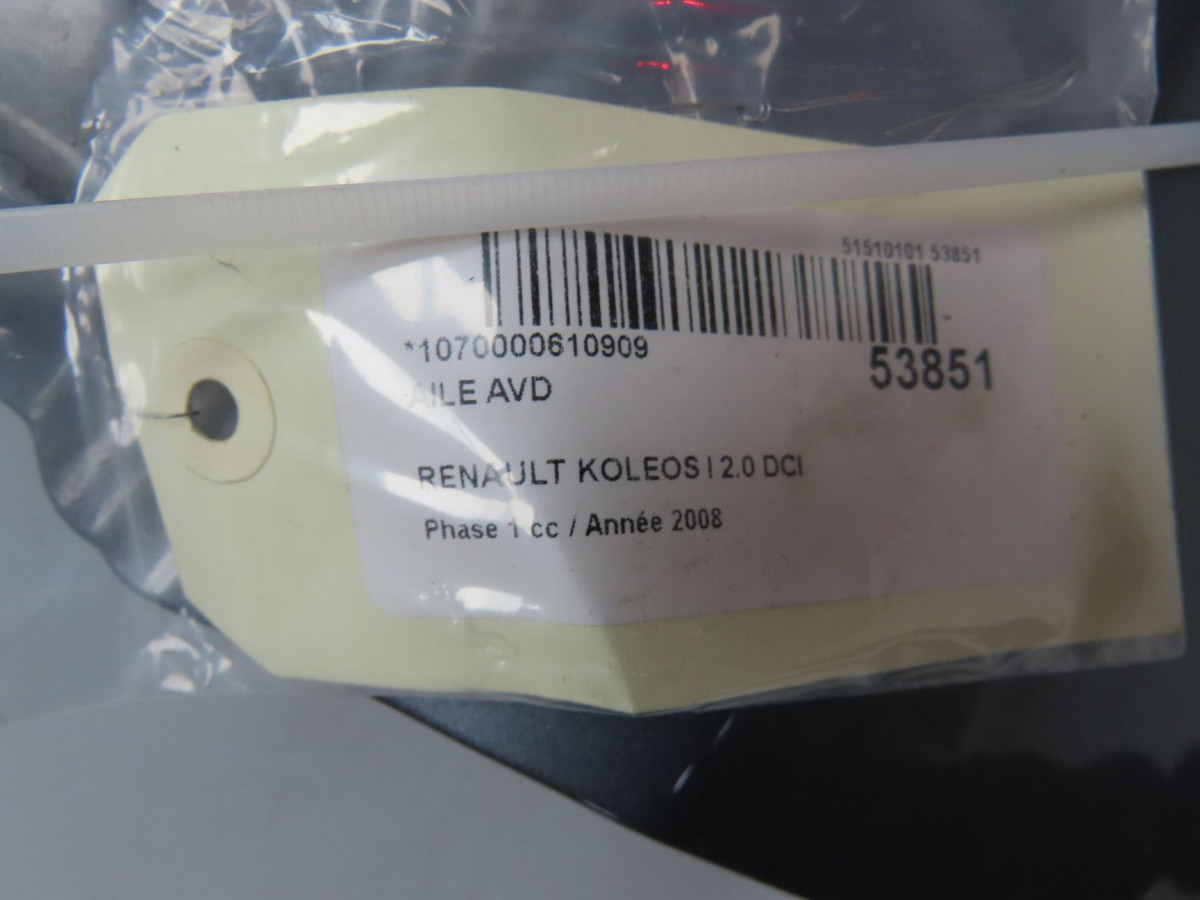 51510101 53851
*1070000610909
53851
AILE AVD
RENAULT KOLEOS I 2.0 DCI
Phase 1 cc / Année 2008